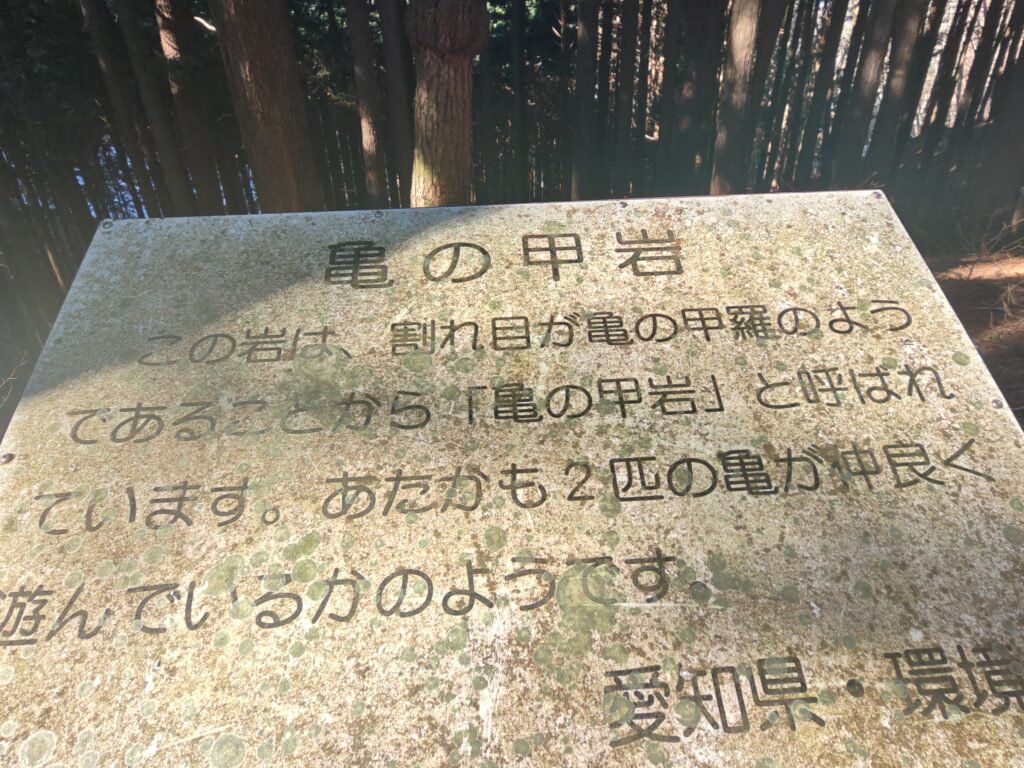 亀の甲岩
この岩は、割れ目が亀の甲羅のよう
であることから「亀の甲岩」と呼ばれ
ています。あたかも2匹の亀が仲良く
遊んでいるかのようです。
愛知県・環境